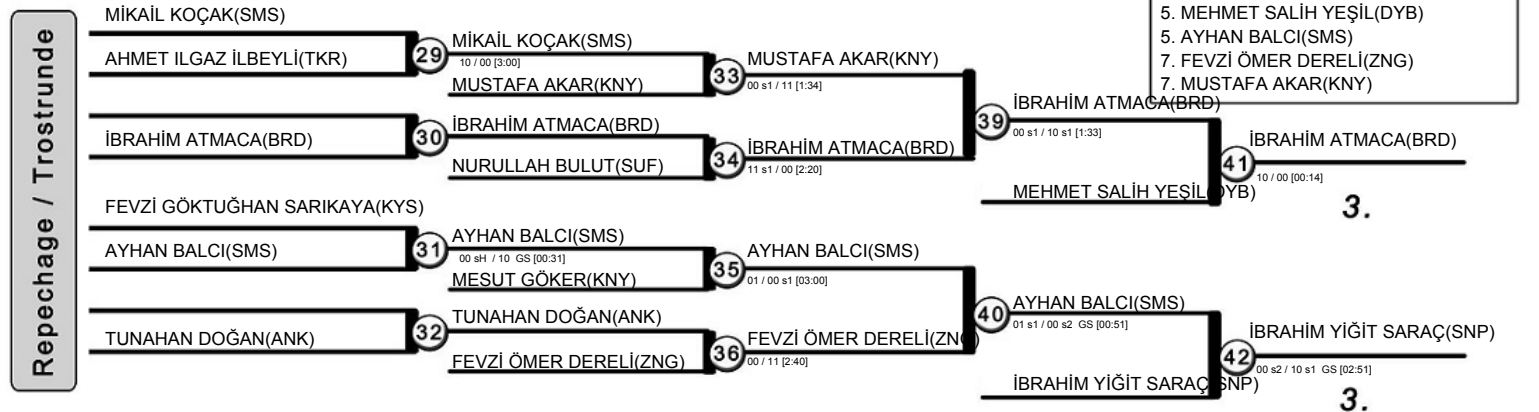 Repechage / Trostrunde
MİKAİL KOÇAK(SMS)
AHMET ILGAZ İLBEYLİ(TKR)
İBRAHİM ATMACA(BRD)
FEVZİ GÖKTUĞHAN SARIKAYA(KYS)
AYHAN BALCI(SMS)
TUNAHAN DOĞAN(ANK)
29
MİKAİL KOÇAK(SMS)
10 / 00 [3:00]
MUSTAFA AKAR(KNY)
30
İBRAHİM ATMACA(BRD)
NURULLAH BULUT(SUF)
31
AYHAN BALCI(SMS)
00 sH / 10 GS [00:31]
MESUT GÖKER(KNY)
32
TUNAHAN DOĞAN(ANK)
FEVZİ ÖMER DERELİ(ZNG)
33
MUSTAFA AKAR(KNY)
00 s1 / 11 [1:34]
34
İBRAHİM ATMACA(BRD)
11 s1 / 00 [2:20]
35
AYHAN BALCI(SMS)
01 / 00 s1 [03:00]
36
FEVZİ ÖMER DERELİ(ZNG)
00 / 11 [2:40]
39
İBRAHİM ATMACA(BRD)
00 s1 / 10 s1 [1:33]
MEHMET SALİH YEŞİL(DYB)
40
AYHAN BALCI(SMS)
01 s1 / 00 s2 GS [00:51]
İBRAHİM YİĞİT SARAÇ(SNP)
41
İBRAHİM ATMACA(BRD)
10 / 00 [00:14]
3.
42
İBRAHİM YİĞİT SARAÇ(SNP)
00 s2 / 10 s1 GS [02:51]
3.
5. MEHMET SALİH YEŞİL(DYB)
5. AYHAN BALCI(SMS)
7. FEVZİ ÖMER DERELİ(ZNG)
7. MUSTAFA AKAR(KNY)